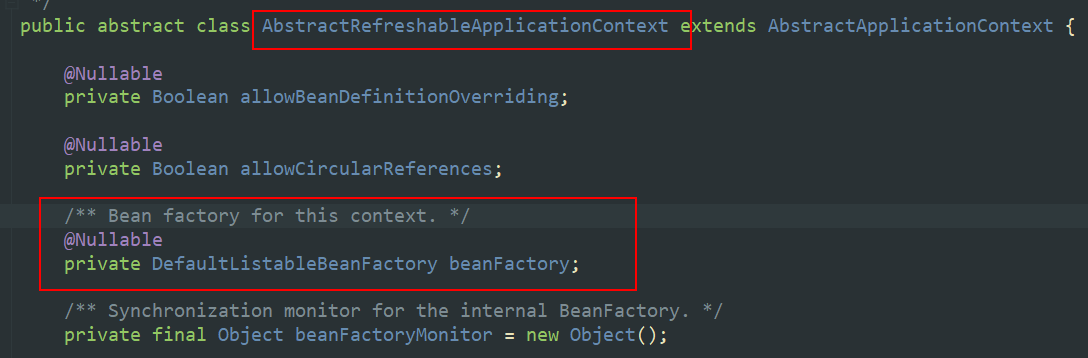 */
public abstract class AbstractRefreshableApplicationContext extends AbstractApplicationContext {
@Nullable
private Boolean allowBeanDefinitionOverriding;
@Nullable
private Boolean allowCircularReferences;
/** Bean factory for this context. */
@Nullable
private DefaultListableBeanFactory beanFactory;
/** Synchronization monitor for the internal BeanFactory. */
private final Object beanFactoryMonitor = new Object();